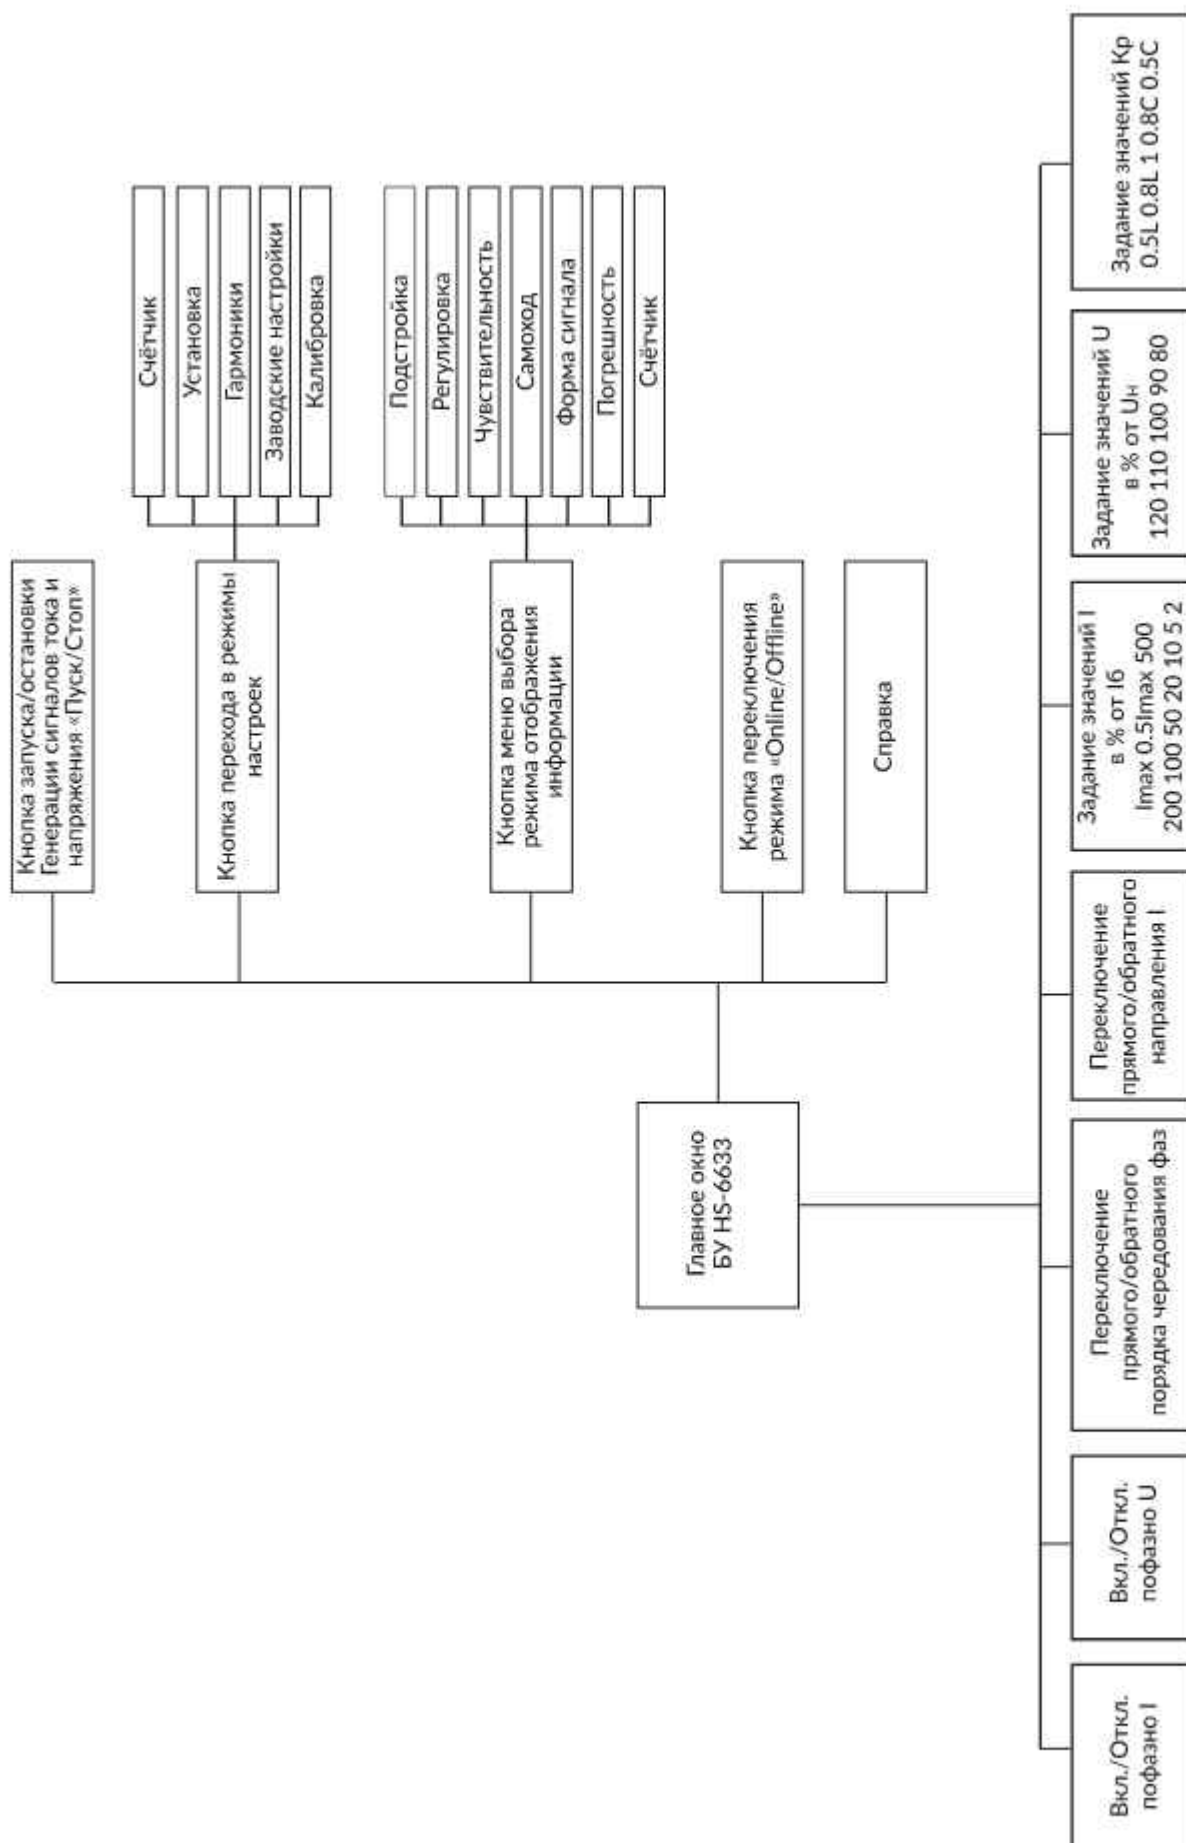 Кнопка запуска/остановки
Генерации сигналов тока и
напряжения «Пуск/Стоп»
Кнопка перехода в режимы
настроек
Счётчик
Установка
Гармоники
Заводские настройки
Калибровка
Кнопка меню выбора
режима отображения
информации
Подстройка
Регулировка
Чувствительность
Самоход
Форма сигнала
Погрешность
Счётчик
Кнопка переключения
режима «Online/Offline»
Справка
Главное окно
БУ HS-6633
Вкл./Откл.
пофазно I
Вкл./Откл.
пофазно U
Переключение
прямого/обратного
порядка чередования фаз
Переключение
прямого/обратного
направления I
Задание значений I
в % от Iб
Imax 0.5Imax 500
200 100 50 20 10 5 2
Задание значений U
в % от Uн
120 110 100 90 80
Задание значений Кр
0.5L 0.8L 1 0.8C 0.5C